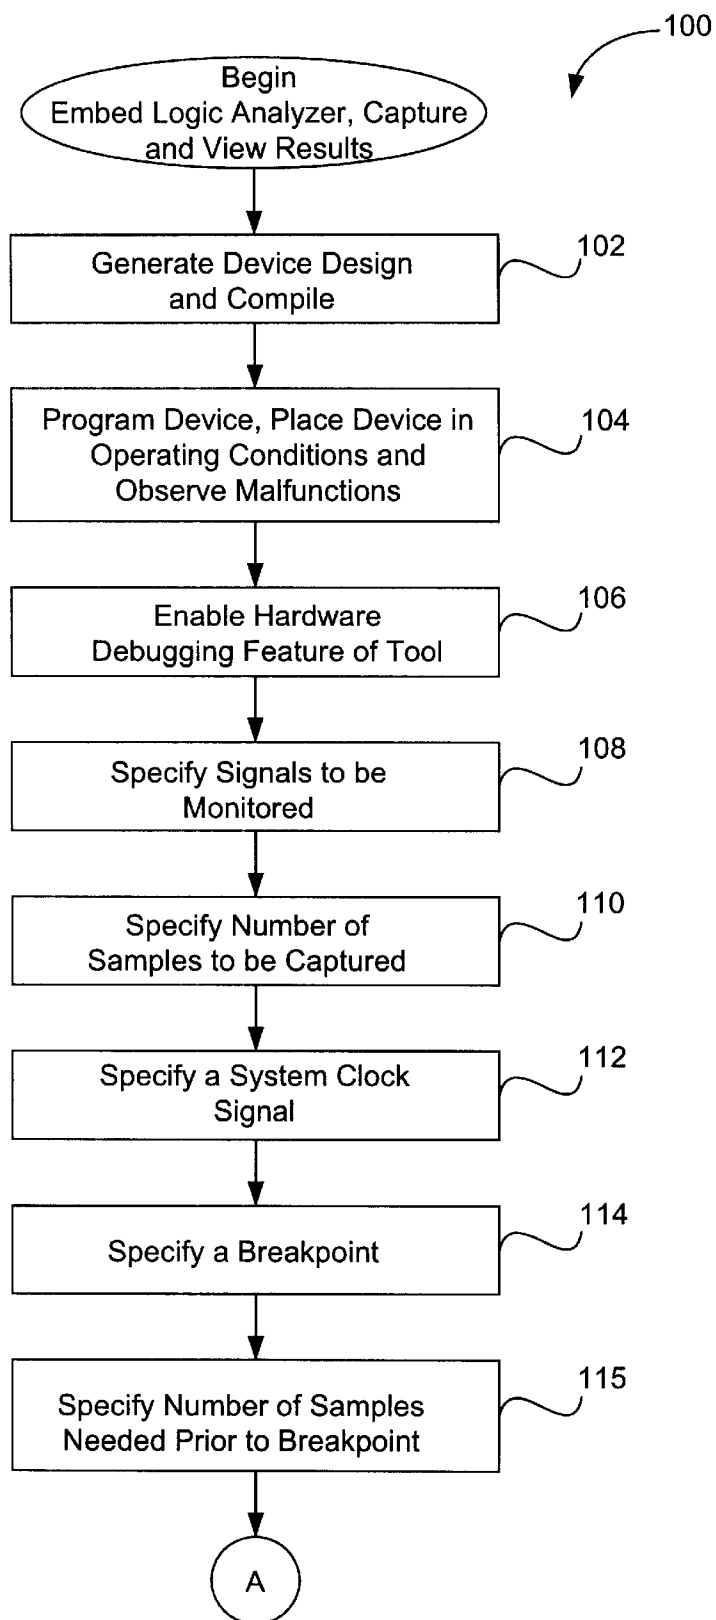 100
Begin
Embed Logic Analyzer, Capture
and View Results
Generate Device Design
and Compile
102
Program Device, Place Device in
Operating Conditions and
Observe Malfunctions
104
Enable Hardware
Debugging Feature of Tool
106
Specify Signals to be
Monitored
108
Specify Number of
Samples to be Captured
110
Specify a System Clock
Signal
112
Specify a Breakpoint
114
Specify Number of Samples
Needed Prior to Breakpoint
115
A